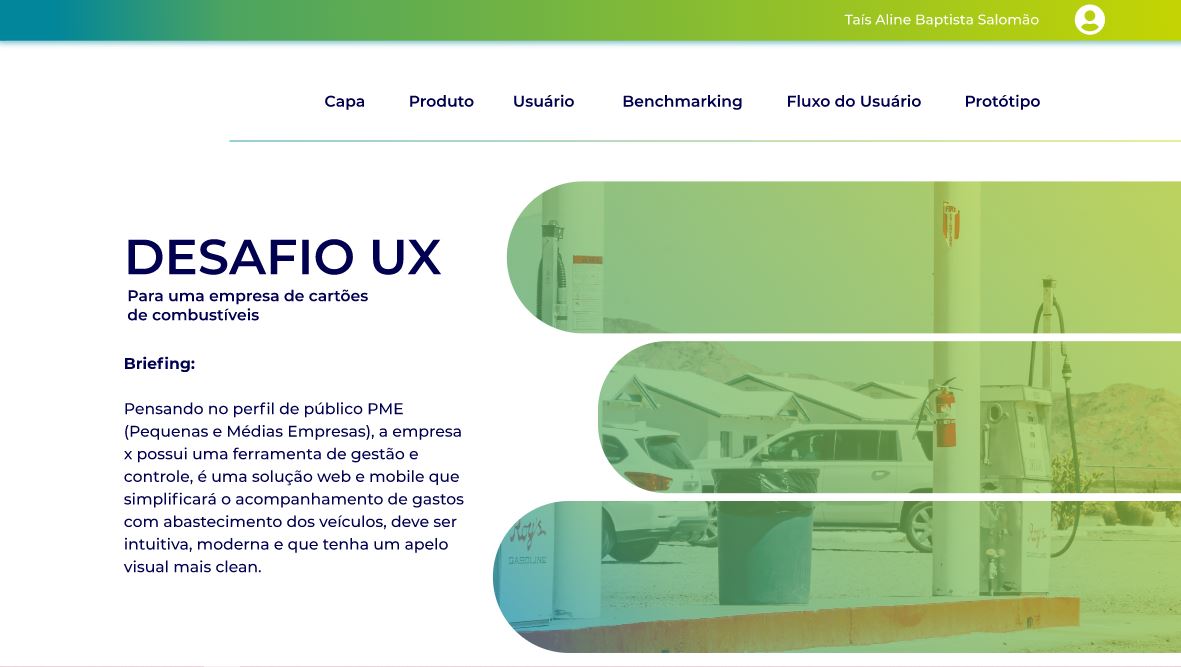 Taís Aline Baptista Salomão
Capa Produto Usuário Benchmarking Fluxo do Usuário Protótipo
DESAFIO UX
Para uma empresa de cartões
de combustíveis
Briefing:
Pensando no perfil de público PME
(Pequenas e Médias Empresas), a empresa
x possui uma ferramenta de gestão e
controle, é uma solução web e mobile que
simplificará o acompanhamento de gastos
com abastecimento dos veículos, deve ser
intuitiva, moderna e que tenha um apelo
visual mais clean.
Roy's
GASOLINE
Roy's